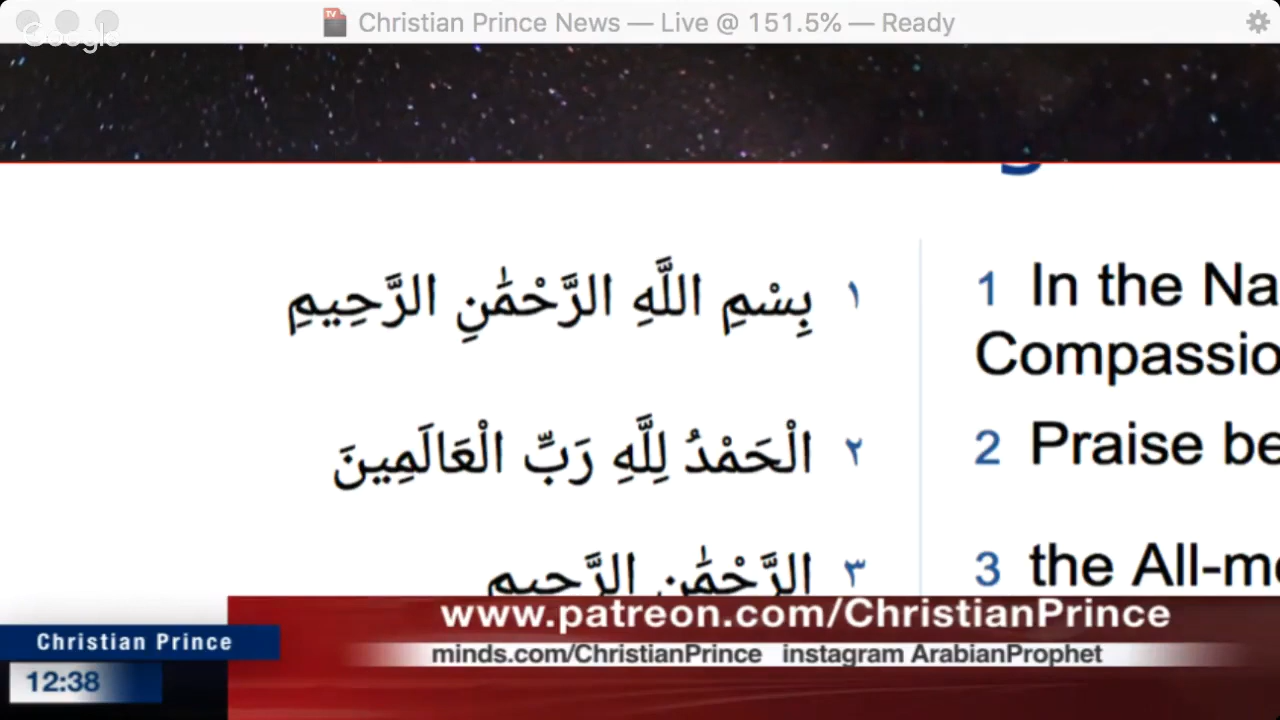 Christian Prince News — Live @ 151.5% — Ready
Google
بِسْمِ اللَّهِ الرَّحْمَٰنِ الرَّحِيمِ ١
1 In the Na
Compassio
الْحَمْدُ لِلَّهِ رَبِّ الْعَالَمِينَ ٢
2 Praise be
الرَّحْمَٰنِ الرَّحِيمِ ٣
3 the All-m
www.patreon.com/ChristianPrince
Christian Prince
minds.com/ChristianPrince instagram ArabianProphet
12:38